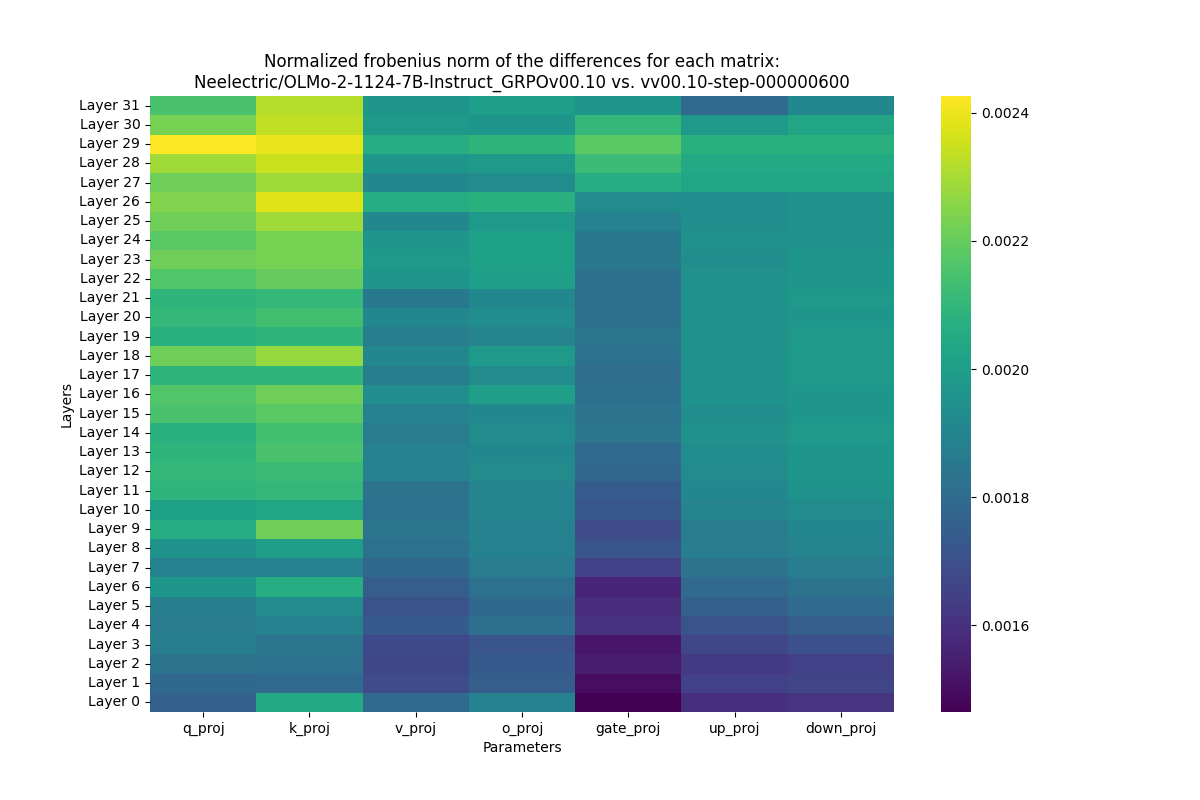 Normalized frobenius norm of the differences for each matrix:
Neelectric/OLMo-2-1124-7B-Instruct_GRPOv00.10 vs. vv00.10-step-000000600
Layer 31
Layer 30
Layer 29
Layer 28
Layer 27
Layer 26
Layer 25
Layer 24
Layer 23
Layer 22
Layer 21
Layer 20
Layer 19
Layer 18
Layer 17
Layer 16
Layer 15
Layer 14
Layer 13
Layer 12
Layer 11
Layer 10
Layer 9
Layer 8
Layer 7
Layer 6
Layer 5
Layer 4
Layer 3
Layer 2
Layer 1
Layer 0
Layers
q_proj k_proj v_proj o_proj gate_proj up_proj down_proj
Parameters
0.0024
0.0022
0.0020
0.0018
0.0016